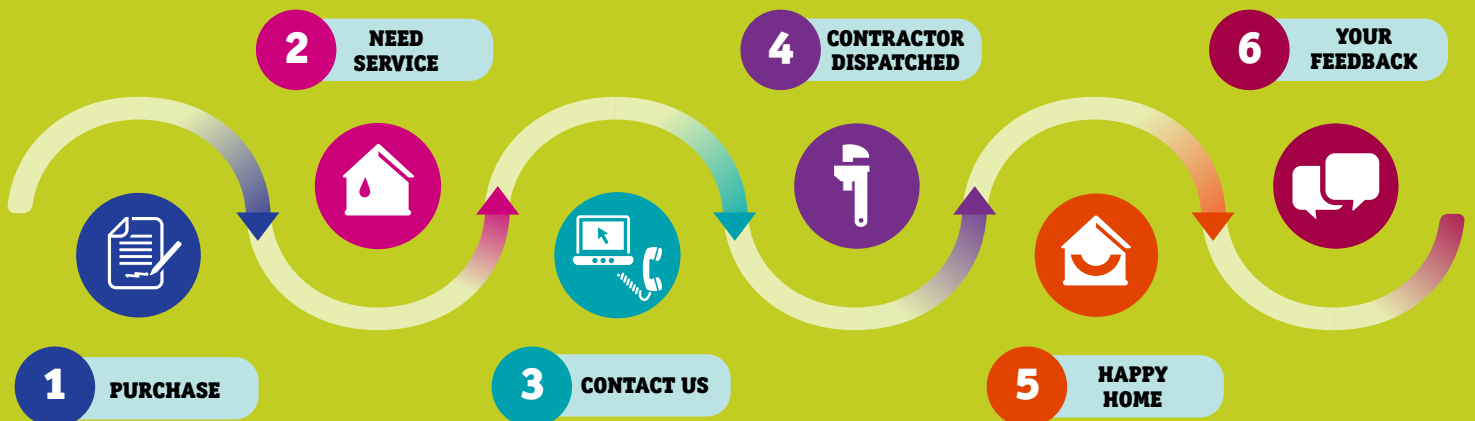 1
PURCHASE
2
NEED
SERVICE
3
CONTACT US
4
CONTRACTOR
DISPATCHED
5
HAPPY
HOME
6
YOUR
FEEDBACK